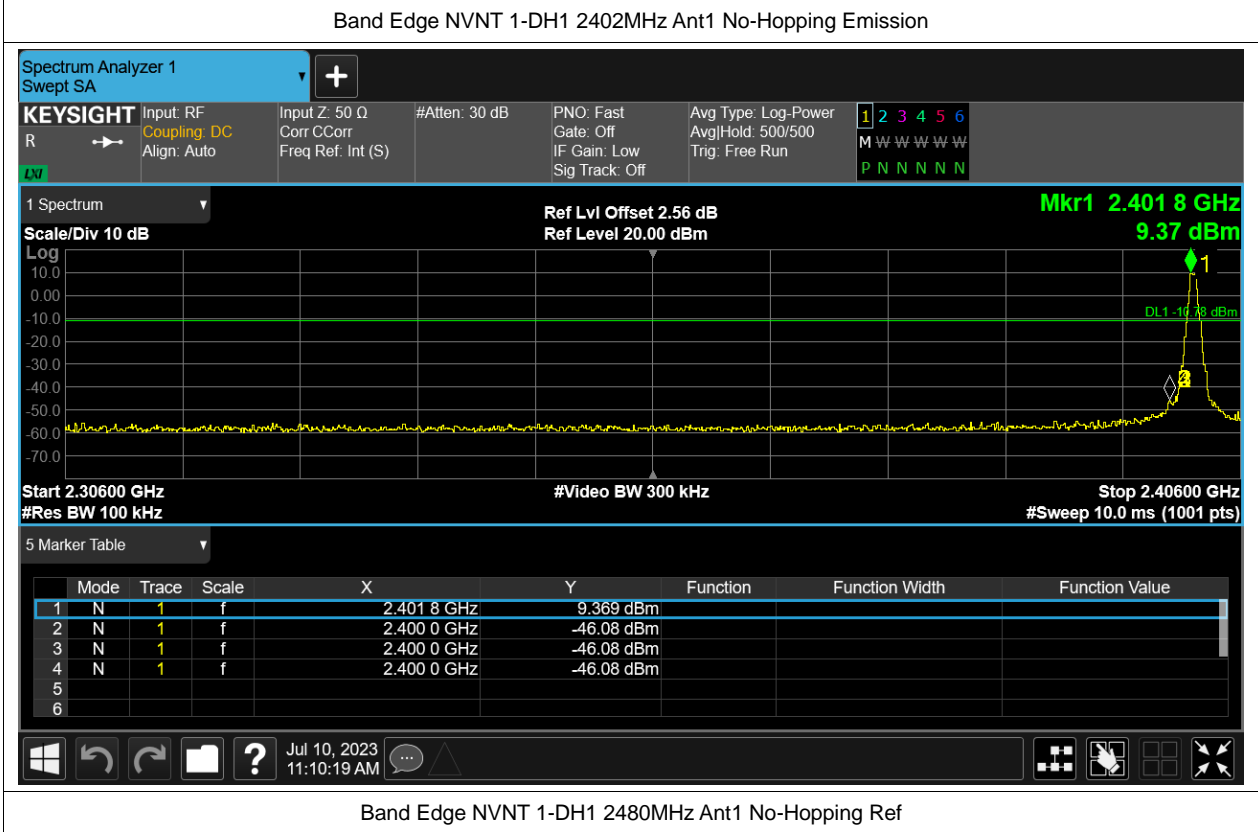 Band Edge NVNT 1-DH1 2402MHz Ant1 No-Hopping Emission
Spectrum Analyzer 1
Swept SA
KEYSIGHT
R
LXI
Input: RF
Coupling: DC
Align: Auto
Input Z: 50 Ω
Corr CCorr
Freq Ref: Int (S)
#Atten: 30 dB
PNO: Fast
Gate: Off
IF Gain: Low
Sig Track: Off
Avg Type: Log-Power
Avg|Hold: 500/500
Trig: Free Run
1 2 3 4 5 6
M W W W W W
P N N N N N
1 Spectrum
Scale/Div 10 dB
Ref Lvl Offset 2.56 dB
Ref Level 20.00 dBm
Mkr1 2.401 8 GHz
9.37 dBm
Log
10.0
0.00
-10.0
-20.0
-30.0
-40.0
-50.0
-60.0
-70.0
1
DL1 -10.78 dBm
Start 2.30600 GHz
#Res BW 100 kHz
#Video BW 300 kHz
Stop 2.40600 GHz
#Sweep 10.0 ms (1001 pts)
5 Marker Table
Mode Trace Scale X Y Function Function Width Function Value
1 N 1 f 2.401 8 GHz 9.369 dBm
2 N 1 f 2.400 0 GHz -46.08 dBm
3 N 1 f 2.400 0 GHz -46.08 dBm
4 N 1 f 2.400 0 GHz -46.08 dBm
5
6
?
Jul 10, 2023
11:10:19 AM
Band Edge NVNT 1-DH1 2480MHz Ant1 No-Hopping Ref